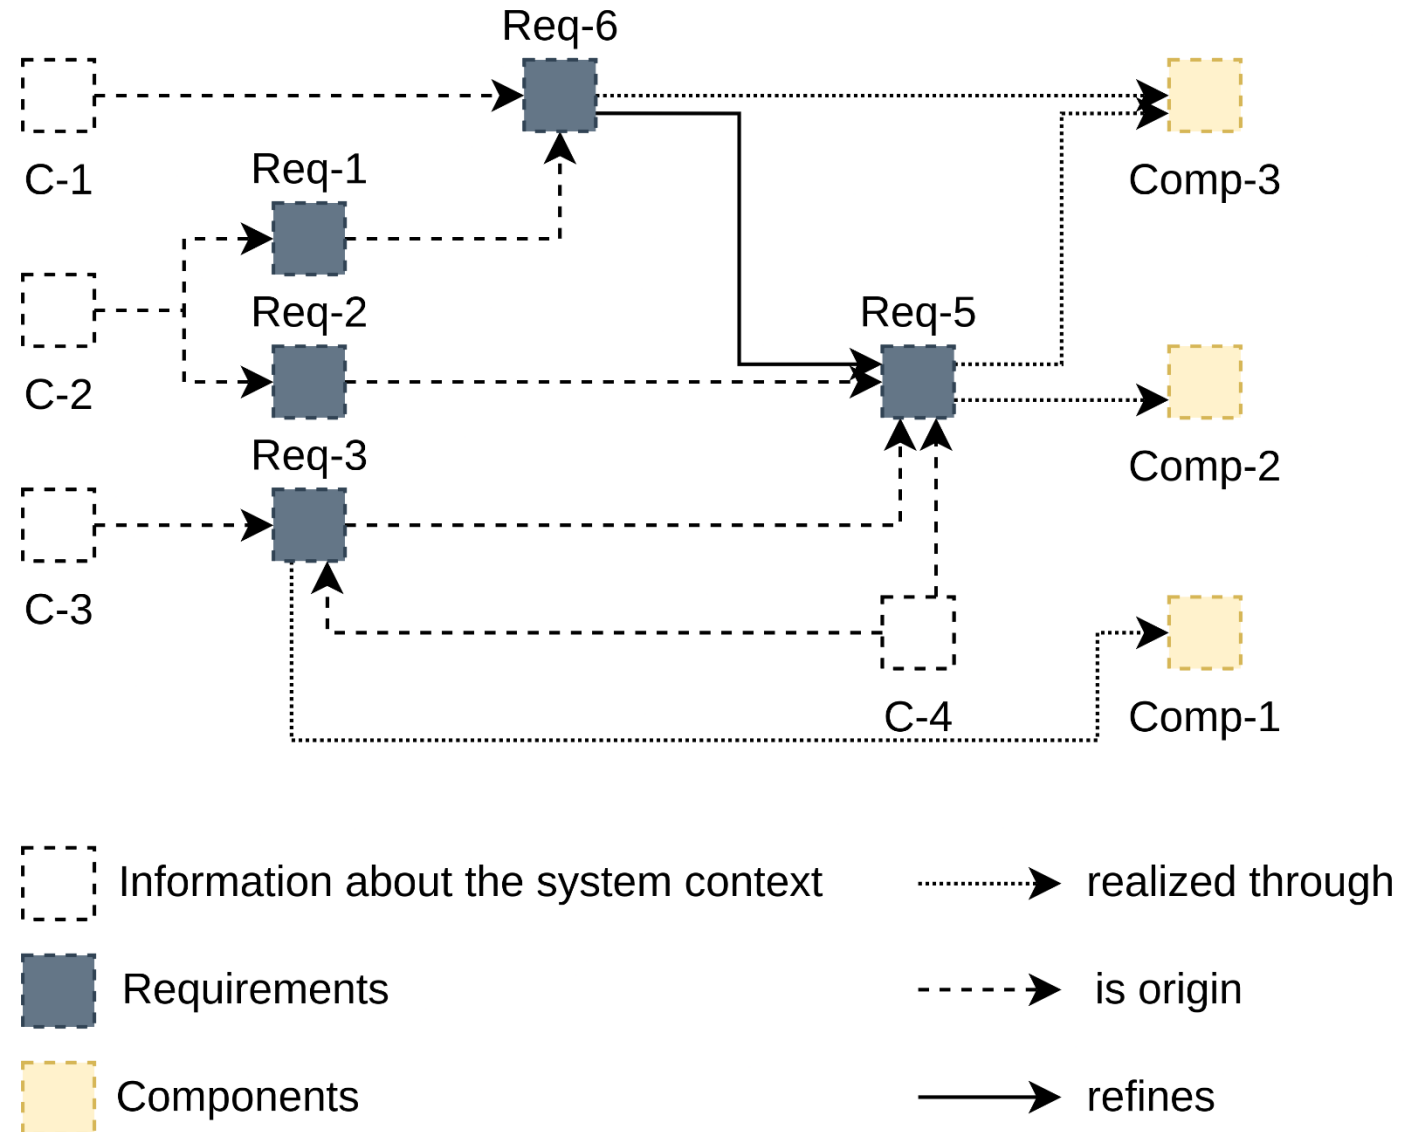 Req-6
C-1
Req-1
Comp-3
C-2
Req-2
Req-5
Req-3
Comp-2
C-3
C-4
Comp-1
Information about the system context
realized through
Requirements
is origin
Components
refines